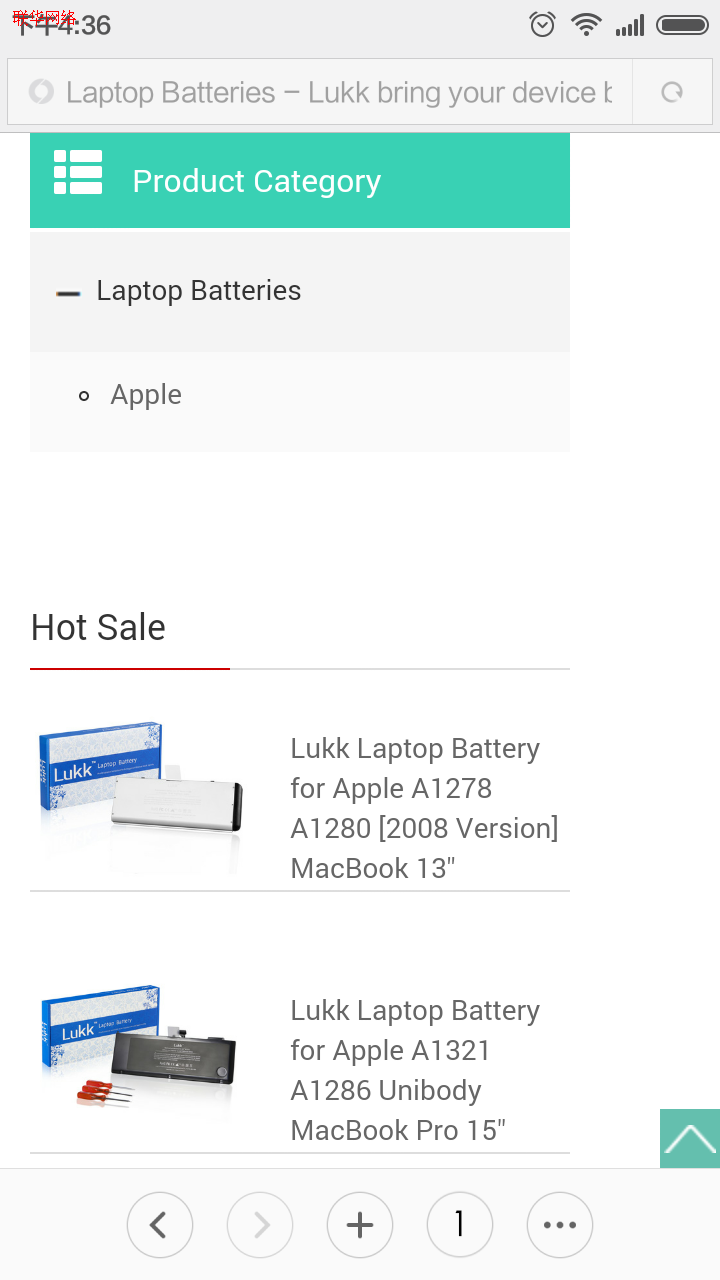 联华网络
下午4:36
Laptop Batteries – Lukk bring your device b
Product Category
Laptop Batteries
Apple
Hot Sale
Lukk™ Laptop Battery
Lukk
Lukk Laptop Battery
for Apple A1278
A1280 [2008 Version]
MacBook 13"
Lukk™ Laptop Battery
Lukk Laptop Battery
for Apple A1321
A1286 Unibody
MacBook Pro 15"
1